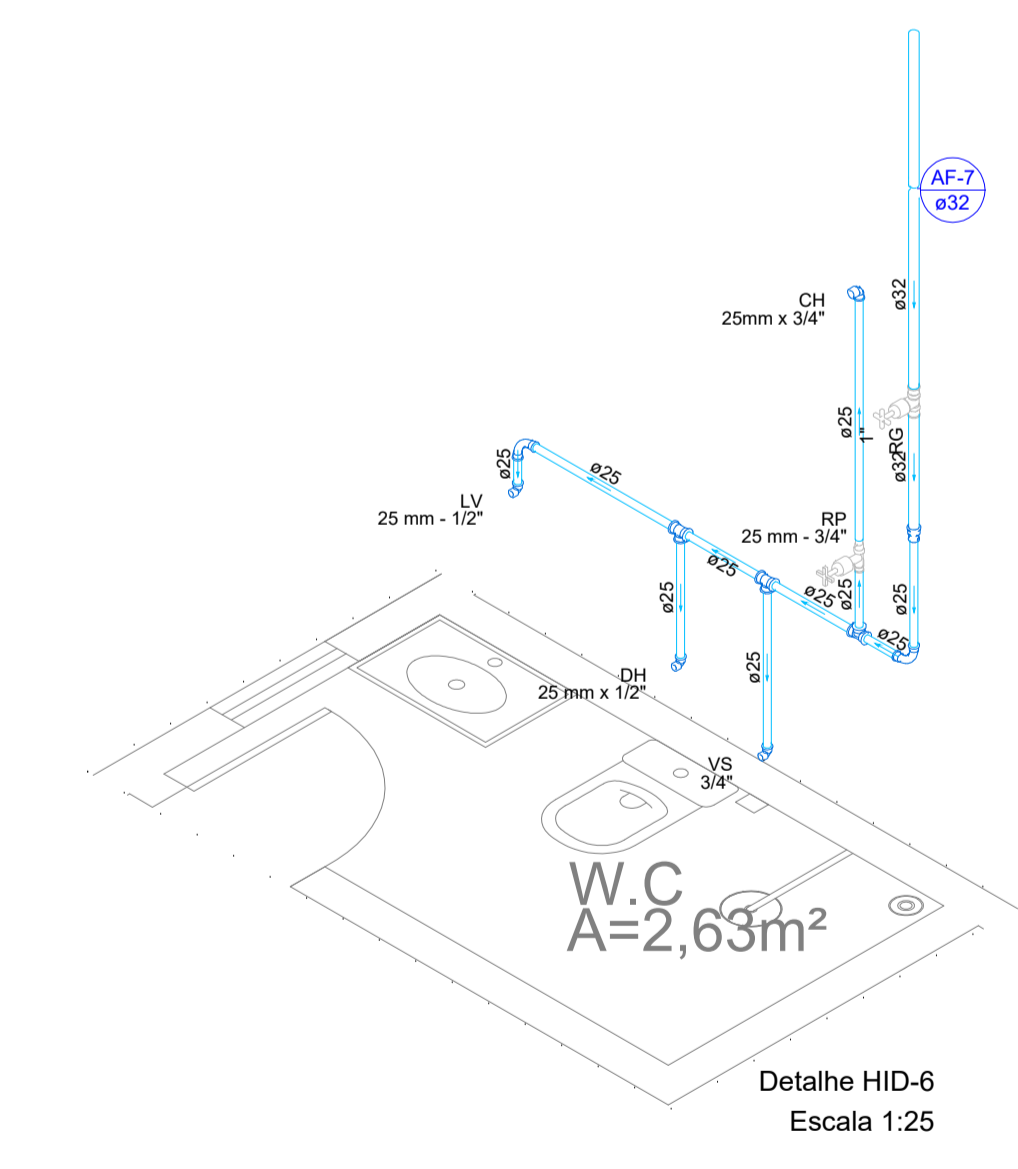 AF-7
ø32
CH
25mm x 3/4"
ø32
ø25
1"
RG
ø32
ø25
ø25
LV
25 mm - 1/2"
RP
25 mm - 3/4"
ø25
ø25
ø25
ø25
ø25
ø25
ø25
DH
25 mm x 1/2"
VS
3/4"
W.C
A=2,63m²
Detalhe HID-6
Escala 1:25